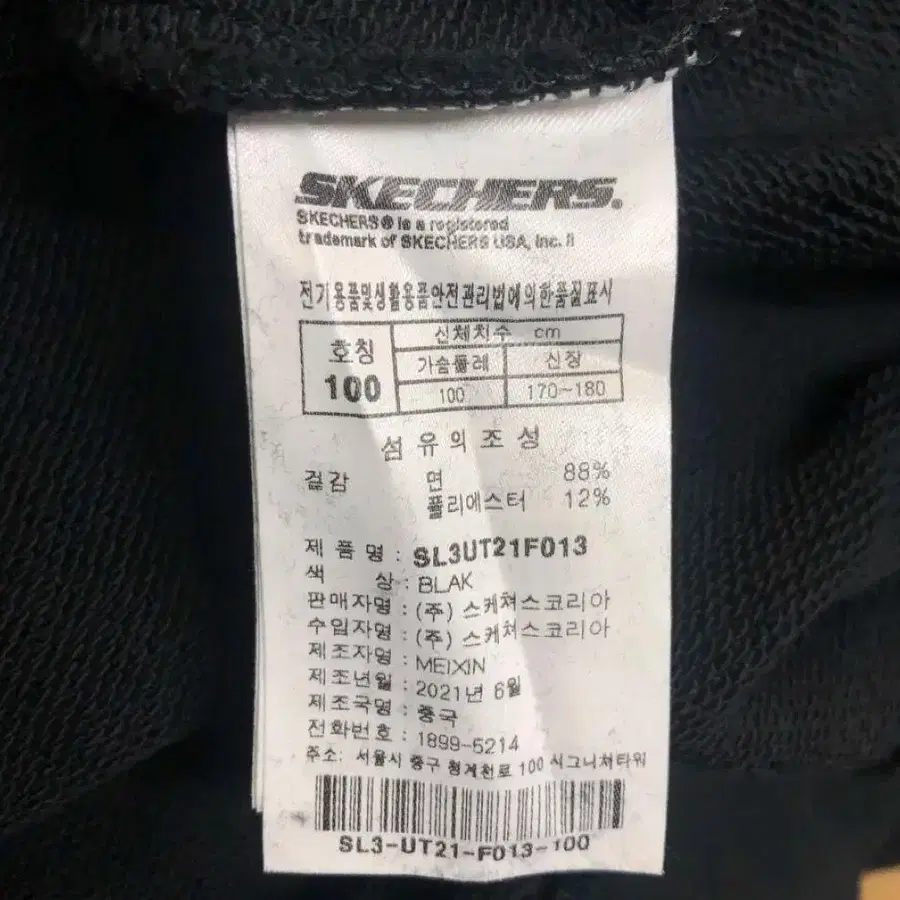 SKECHERS.
SKECHERS® is a registered
trademark of SKECHERS USA, Inc. II
전기용품및생활용품안전관리법에의한품질표시
호칭 100
신체치수 cm
가슴둘레 신장
100 170~180
섬유의조성
겉감 면 88%
폴리에스터 12%
제품명 : SL3UT21F013
색 상 : BLAK
판매자명 : (주) 스케쳐스코리아
수입자명 : (주) 스케쳐스코리아
제조자명 : MEIXIN
제조년월 : 2021년 6월
제조국명 : 중국
전화번호 : 1899-5214
주소: 서울시 중구 청계천로 100 시그니쳐타워
SL3-UT21-F013-100